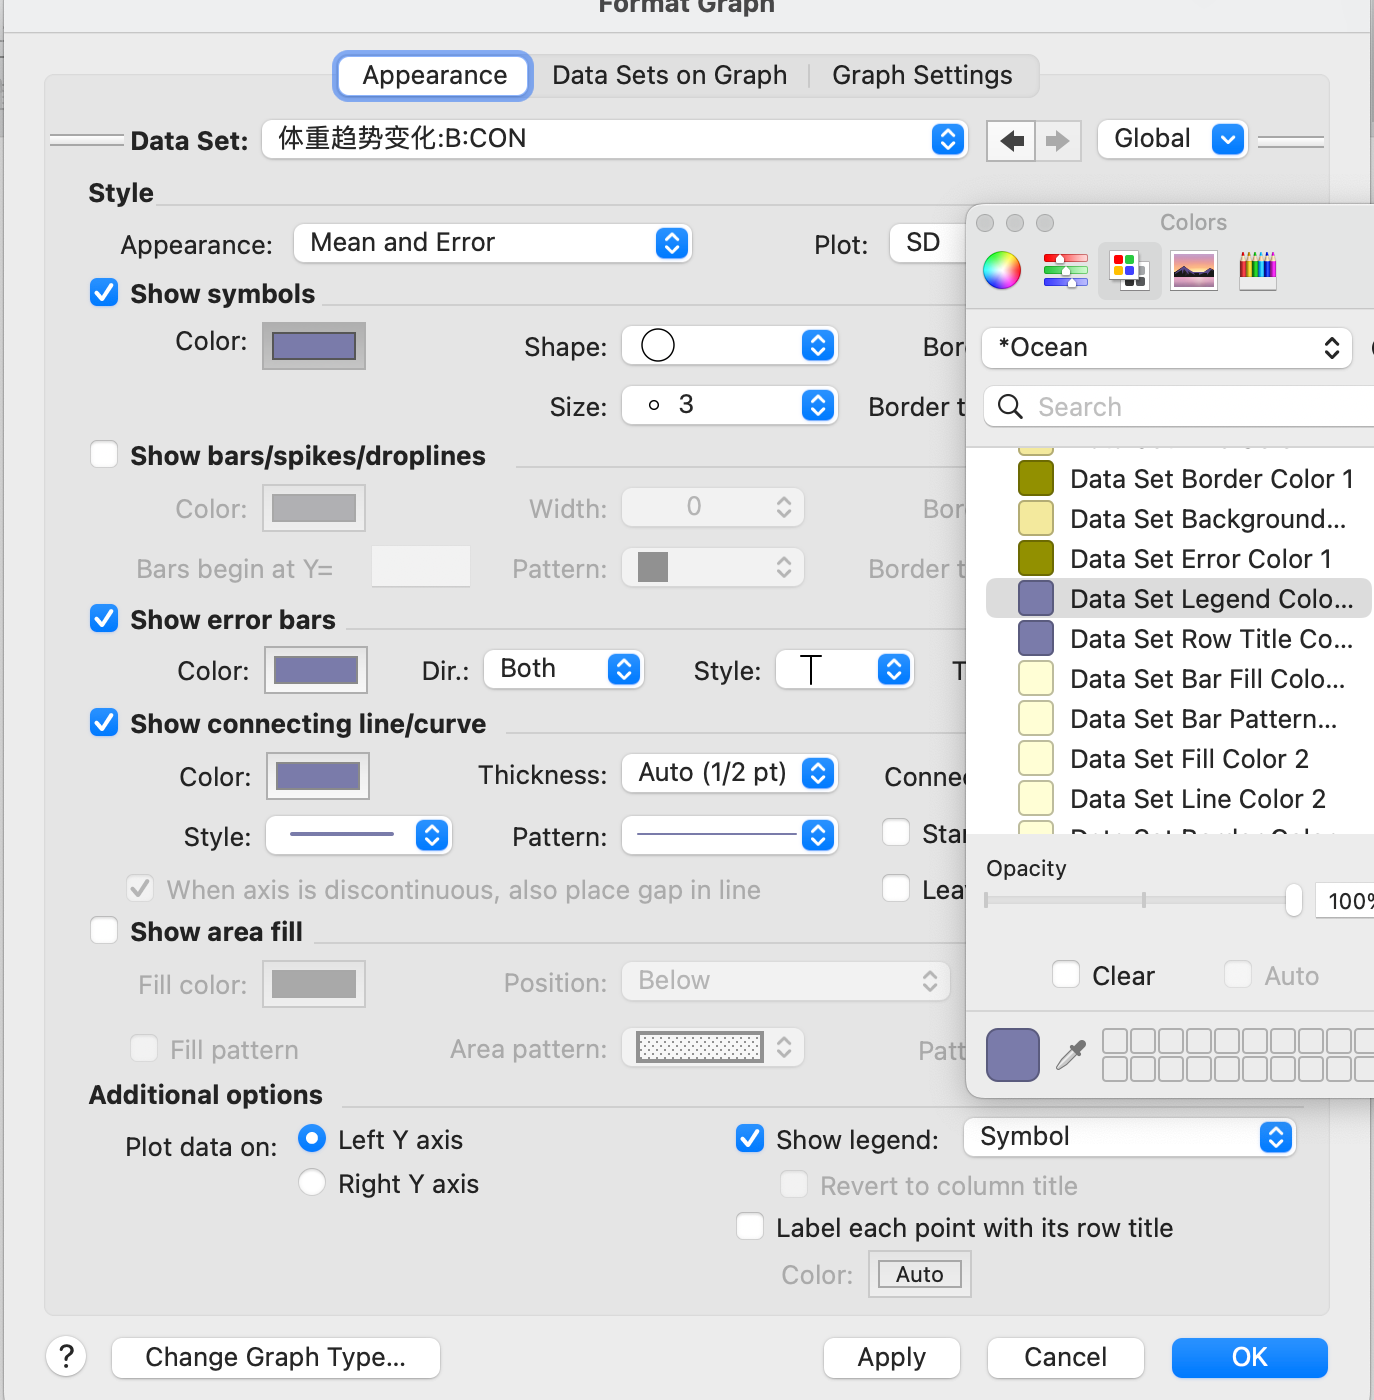 Format Graph
Appearance
Data Sets on Graph
Graph Settings
Data Set:
体重趋势变化:B:CON
Global
Style
Appearance:
Mean and Error
Plot:
SD
Colors
Show symbols
Color:
Shape:
Bor
*Ocean
Size:
3
Border t
Search
Show bars/spikes/droplines
Data Set Border Color 1
Color:
Width:
0
Bor
Data Set Background...
Bars begin at Y=
Pattern:
Border t
Data Set Error Color 1
Data Set Legend Colo...
Show error bars
Data Set Row Title Co...
Color:
Dir.:
Both
Style:
T
Data Set Bar Fill Colo...
Show connecting line/curve
Data Set Bar Pattern...
Color:
Thickness:
Auto (1/2 pt)
Connec
Data Set Fill Color 2
Data Set Line Color 2
Style:
Pattern:
Star
When axis is discontinuous, also place gap in line
Lea
Opacity
100%
Show area fill
Fill color:
Position:
Below
Clear
Auto
Fill pattern
Area pattern:
Patt
Additional options
Plot data on:
Left Y axis
Show legend:
Symbol
Right Y axis
Revert to column title
Label each point with its row title
Color:
Auto
?
Change Graph Type...
Apply
Cancel
OK